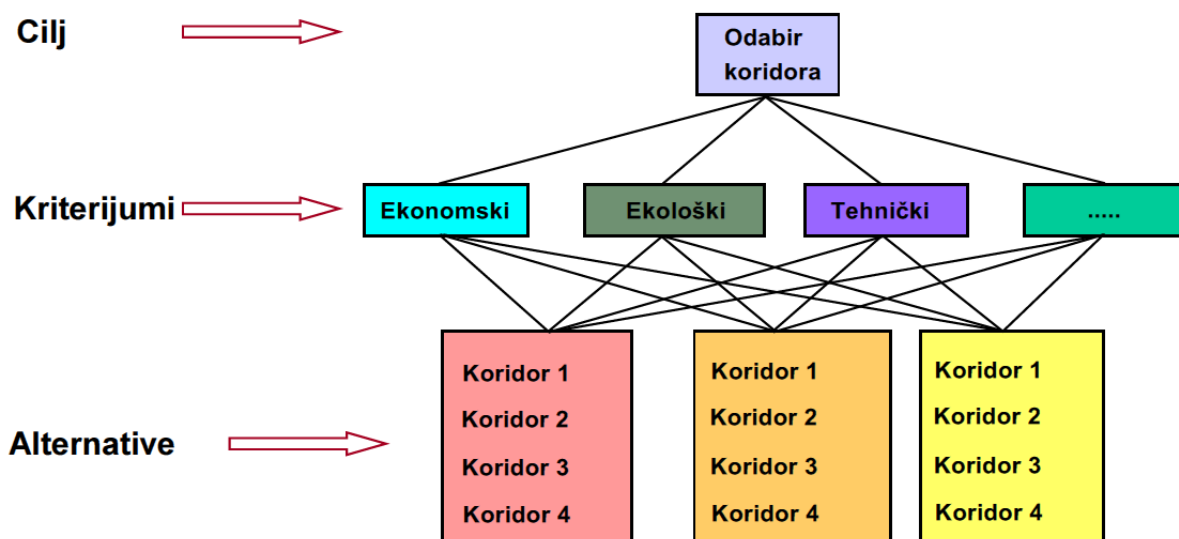 Cilj
Odabir
koridora
Kriterijumi
Ekonomski
Ekološki
Tehnički
.....
Alternative
Koridor 1
Koridor 2
Koridor 3
Koridor 4
Koridor 1
Koridor 2
Koridor 3
Koridor 4
Koridor 1
Koridor 2
Koridor 3
Koridor 4